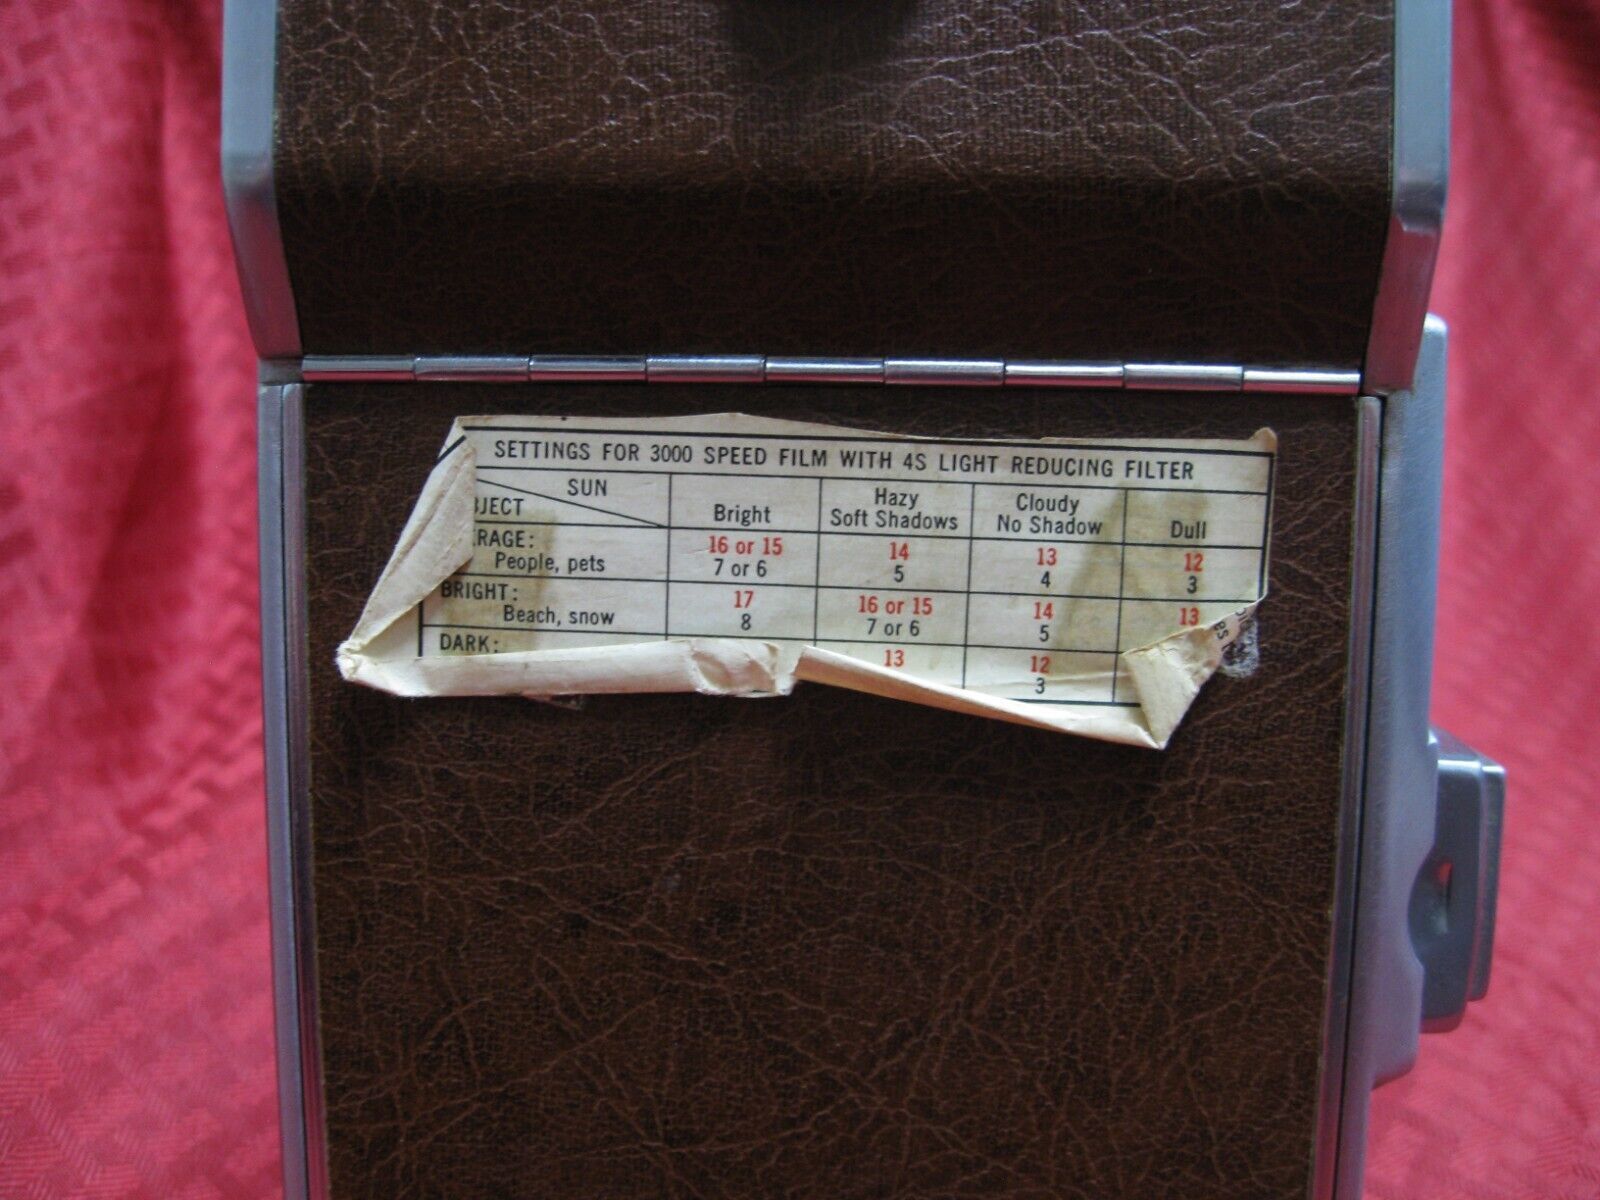 SETTINGS FOR 3000 SPEED FILM WITH 4S LIGHT REDUCING FILTER
SUN
Bright
Hazy
Soft Shadows
Cloudy
No Shadow
Dull
BJECT
RAGE:
People, pets
16 or 15
7 or 6
14
5
13
4
12
3
BRIGHT:
Beach, snow
17
8
16 or 15
7 or 6
14
5
13
DARK:
13
12
3